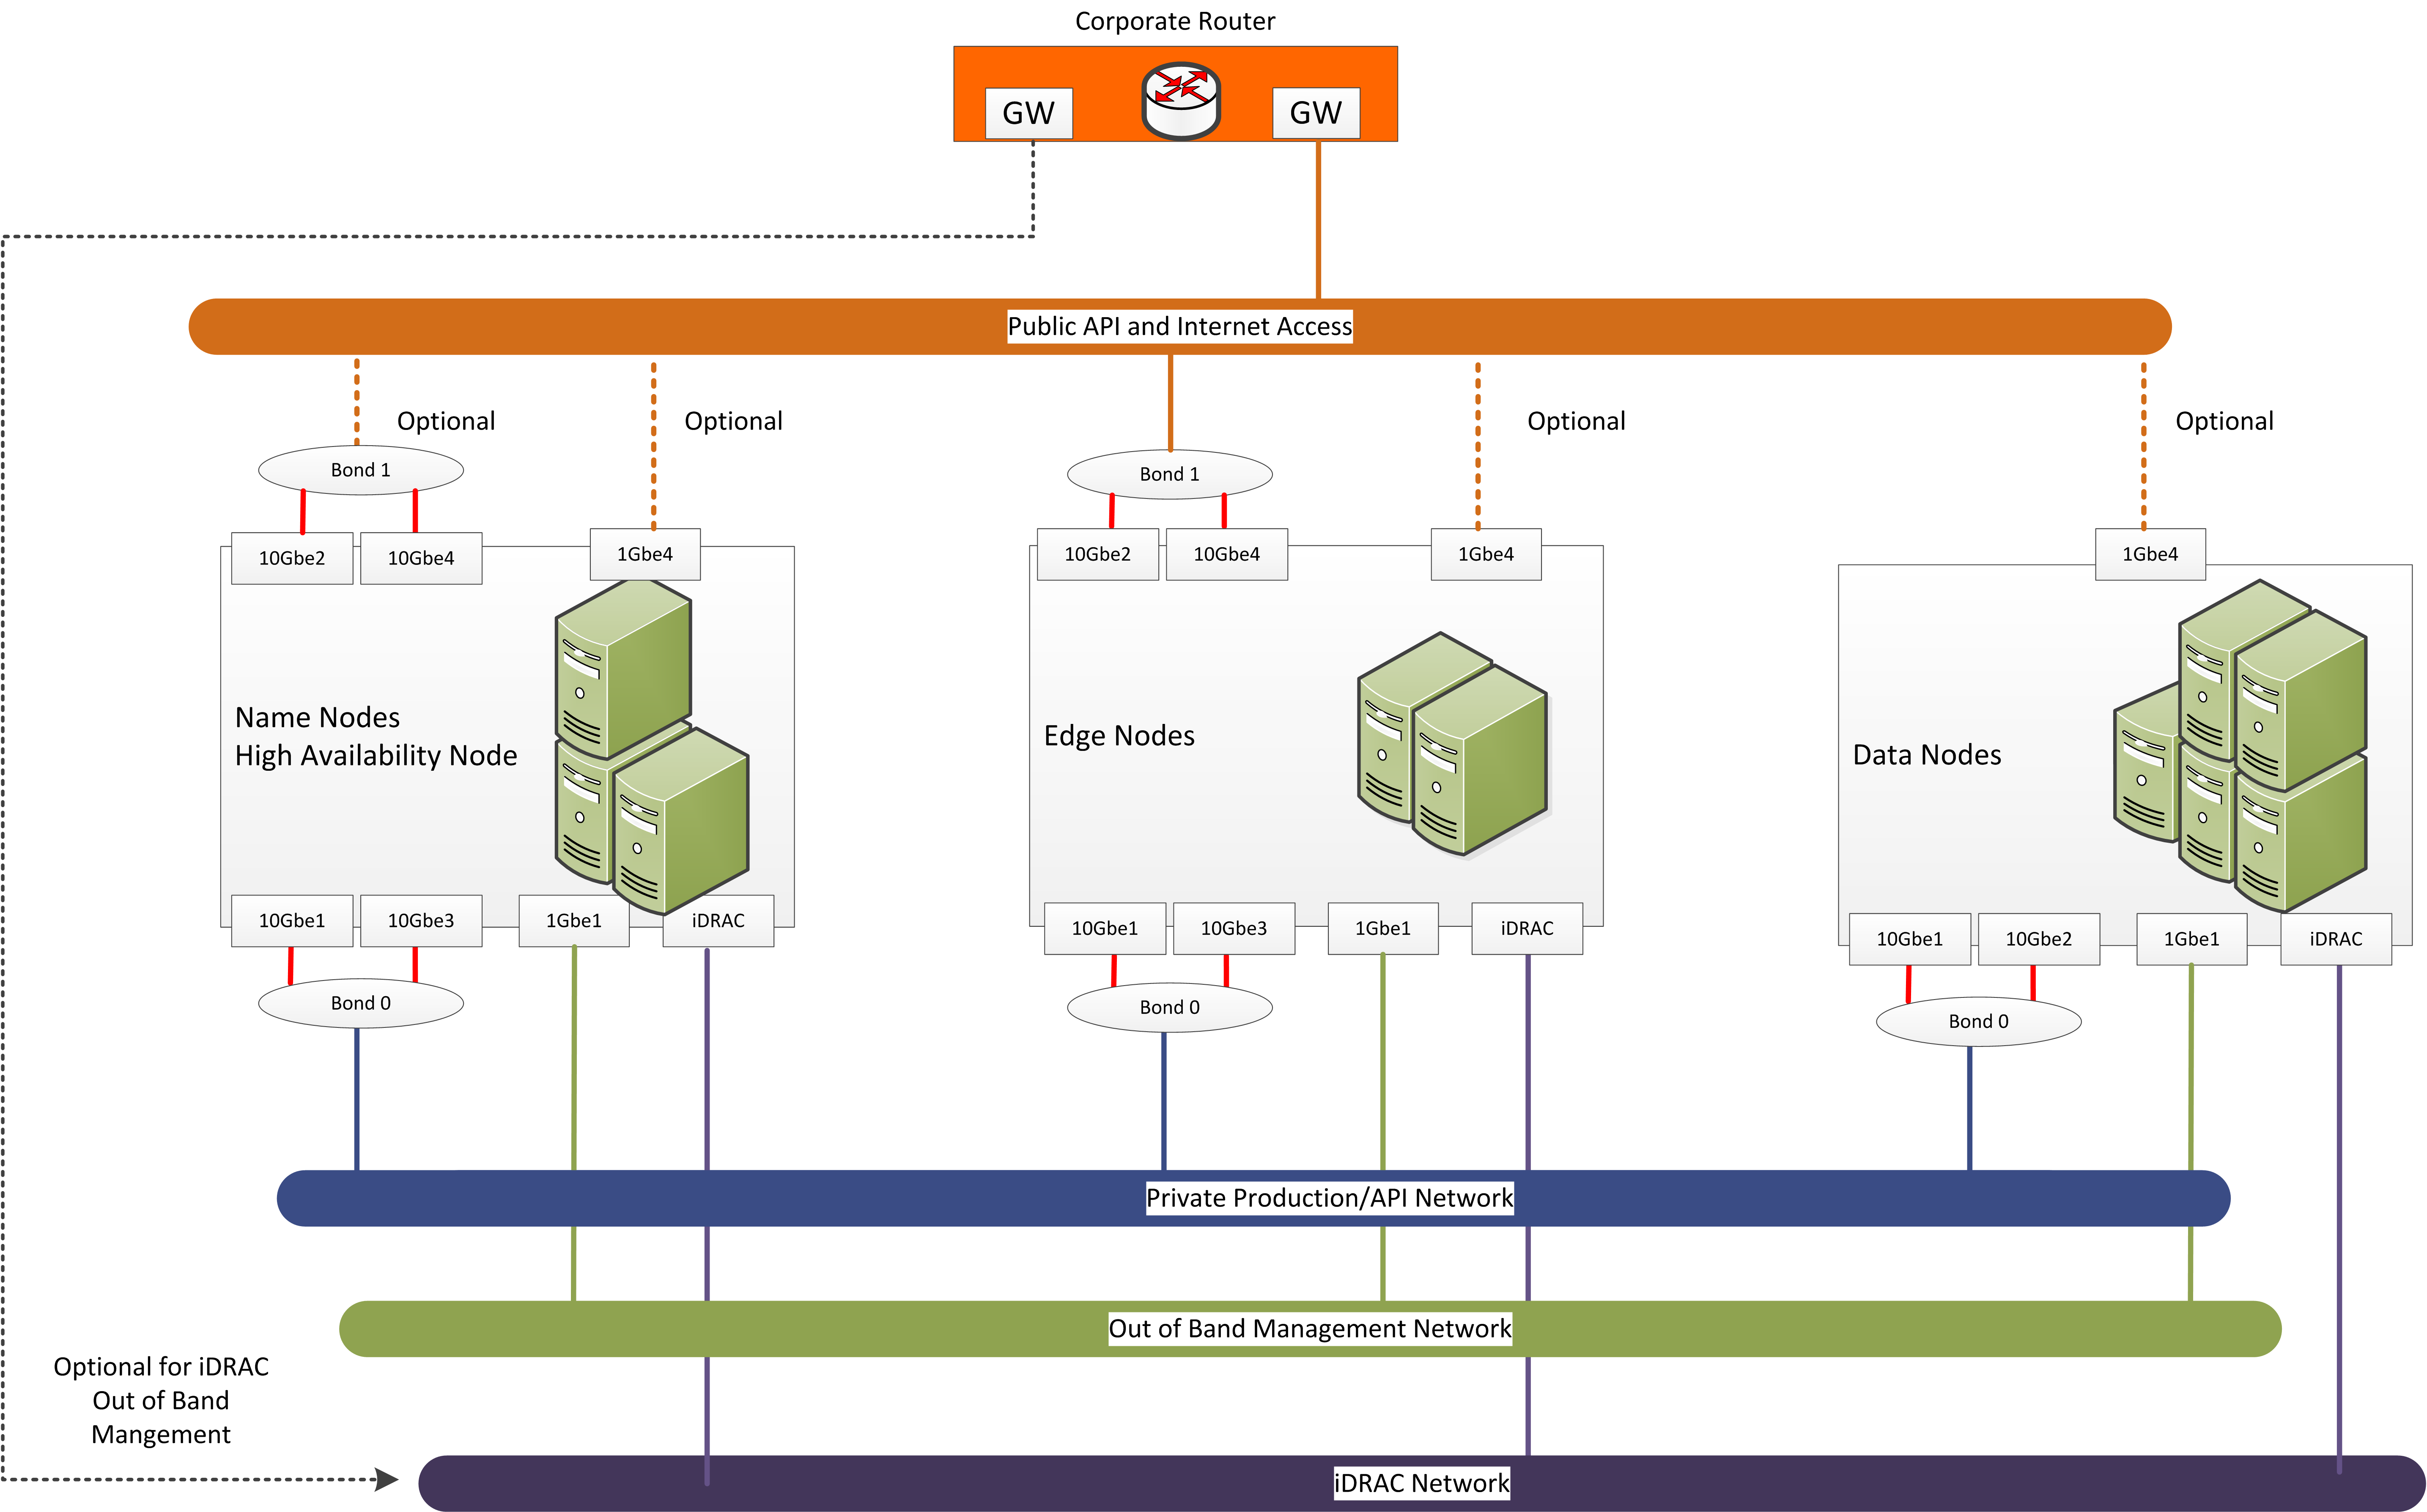 Corporate Router
GW
GW
Public API and Internet Access
Optional
Optional
Optional
Optional
Bond 1
Bond 1
10Gbe2
10Gbe4
1Gbe4
10Gbe2
10Gbe4
1Gbe4
1Gbe4
Name Nodes
High Availability Node
Edge Nodes
Data Nodes
10Gbe1
10Gbe3
1Gbe1
iDRAC
10Gbe1
10Gbe3
1Gbe1
iDRAC
10Gbe1
10Gbe2
1Gbe1
iDRAC
Bond 0
Bond 0
Bond 0
Private Production/API Network
Out of Band Management Network
Optional for iDRAC
Out of Band
Mangement
iDRAC Network